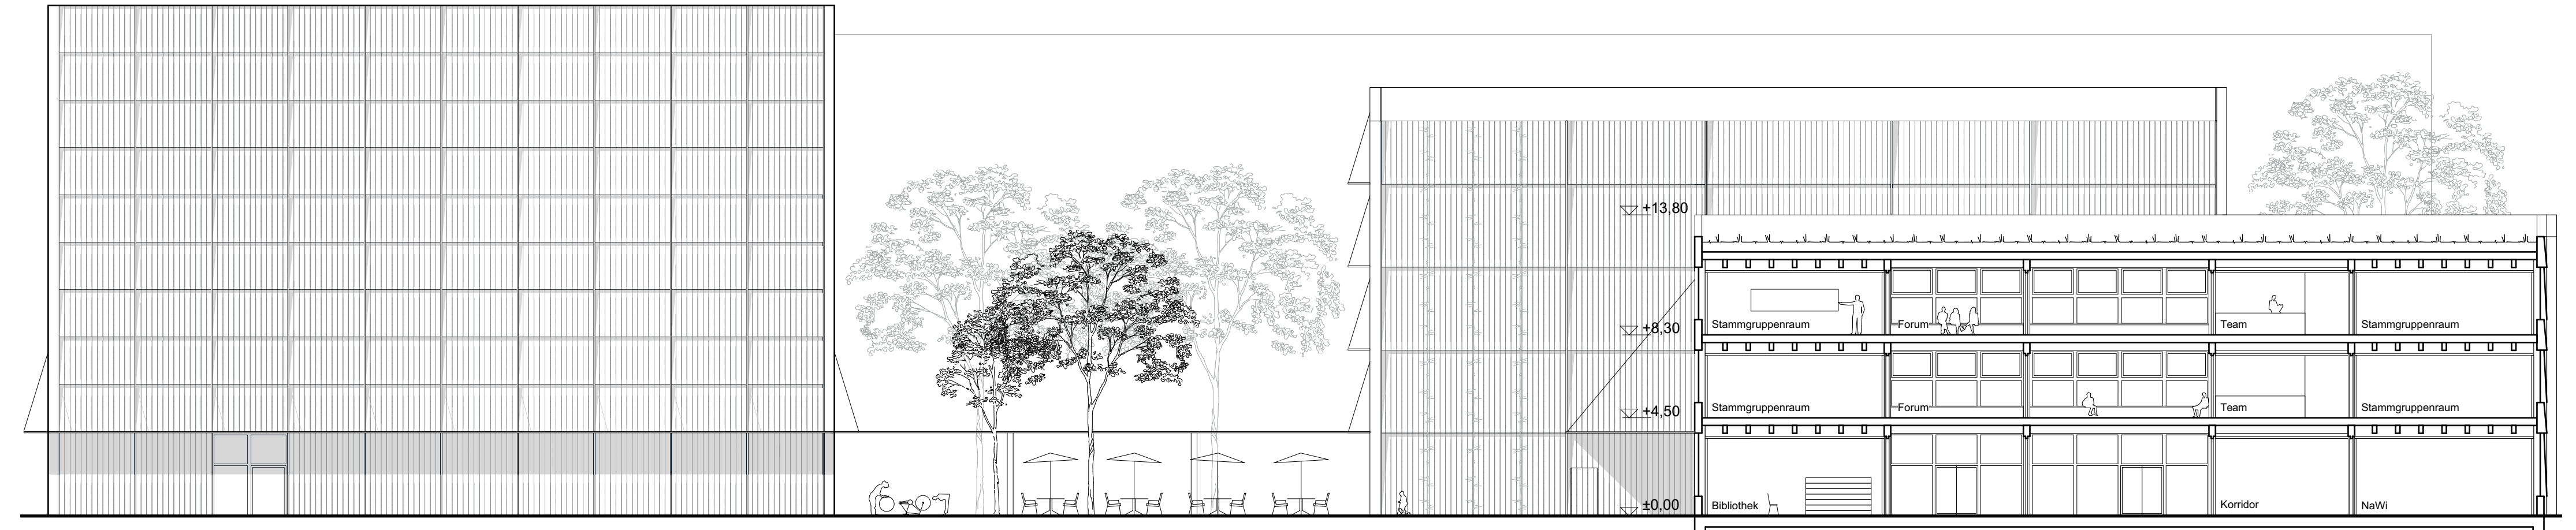 +13,80
+8,30
Stammgruppenraum
Forum
Team
Stammgruppenraum
+4,50
Stammgruppenraum
Forum
Team
Stammgruppenraum
±0,00
Bibliothek
Korridor
NaWi